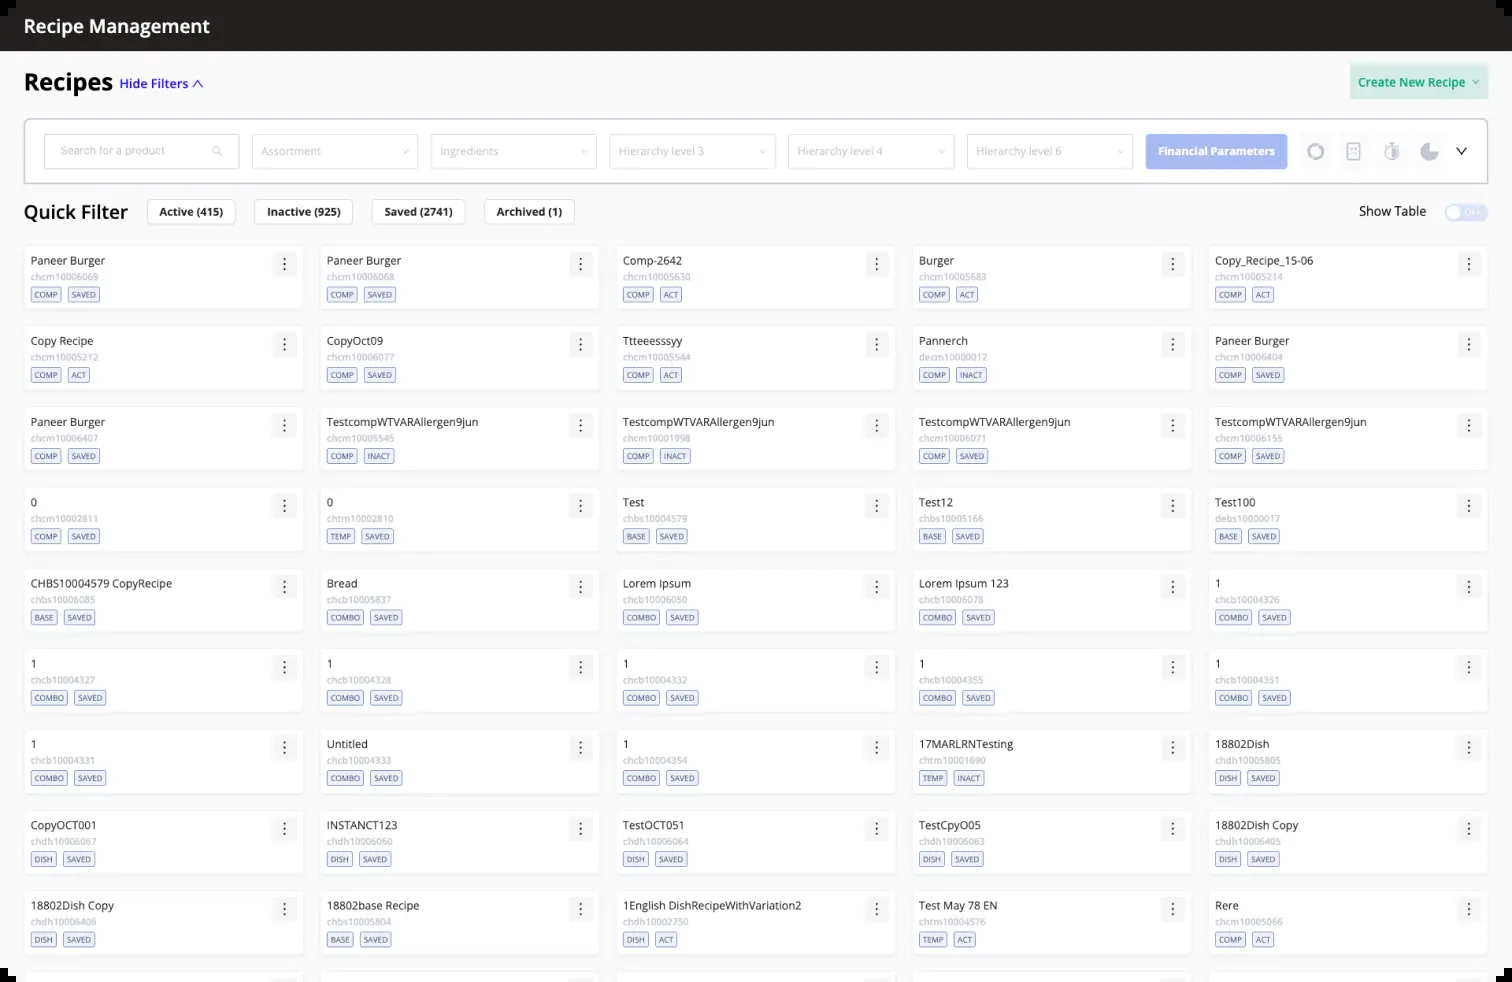 Recipe Management
Recipes Hide Filters
Create New Recipe
Search for a product Assortment Ingredients Hierarchy level 3 Hierarchy level 4 Hierarchy level 6 Financial Parameters
Quick Filter Active (415) Inactive (925) Saved (2741) Archived (1) Show Table OFF
Paneer Burger Paneer Burger Comp-2642 Burger Copy_Recipe_15-06
chcm10006069 chcm10006068 chcm10005630 chcm10005683 chcm10005214
COMP SAVED COMP SAVED COMP ACT COMP ACT COMP ACT
Copy Recipe CopyOct09 Ttteeesssyy Pannerch Paneer Burger
chcm10005212 chcm10006077 chcm10005544 decm10000012 chcm10006404
COMP ACT COMP SAVED COMP ACT COMP INACT COMP SAVED
Paneer Burger TestcompWTVARAllergen9jun TestcompWTVARAllergen9jun TestcompWTVARAllergen9jun TestcompWTVARAllergen9jun
chcm10006407 chcm10005545 chcm10001998 chcm10006071 chcm10006155
COMP SAVED COMP INACT COMP INACT COMP SAVED COMP SAVED
0 0 Test Test12 Test100
chcm10002811 chtm10002810 chbs10004579 chbs10005166 debs10000017
COMP SAVED TEMP SAVED BASE SAVED BASE SAVED BASE SAVED
CHBS10004579 CopyRecipe Bread Lorem Ipsum Lorem Ipsum 123 1
chbs10006085 chcb10005837 chcb10006050 chcb10006078 chcb10004326
BASE SAVED COMBO SAVED COMBO SAVED COMBO SAVED COMBO SAVED
1 1 1 1 1
chcb10004327 chcb10004328 chcb10004332 chcb10004355 chcb10004351
COMBO SAVED COMBO SAVED COMBO SAVED COMBO SAVED COMBO SAVED
1 Untitled 1 17MARLRNTesting 18802Dish
chcb10004331 chcb10004333 chcb10004354 chtm10001690 chdh10005805
COMBO SAVED COMBO SAVED COMBO SAVED TEMP INACT DISH SAVED
CopyOCT001 INSTANCT123 TestOCT051 TestCpyO05 18802Dish Copy
chdh10006067 chdh10006060 chdh10006064 chdh10006063 chdh10006405
DISH SAVED DISH SAVED DISH SAVED DISH SAVED DISH SAVED
18802Dish Copy 18802base Recipe 1English DishRecipeWithVariation2 Test May 78 EN Rere
chdh10006406 chbs10005804 chdh10002750 chtm10004576 chcm10005066
DISH SAVED BASE SAVED DISH ACT TEMP ACT COMP ACT